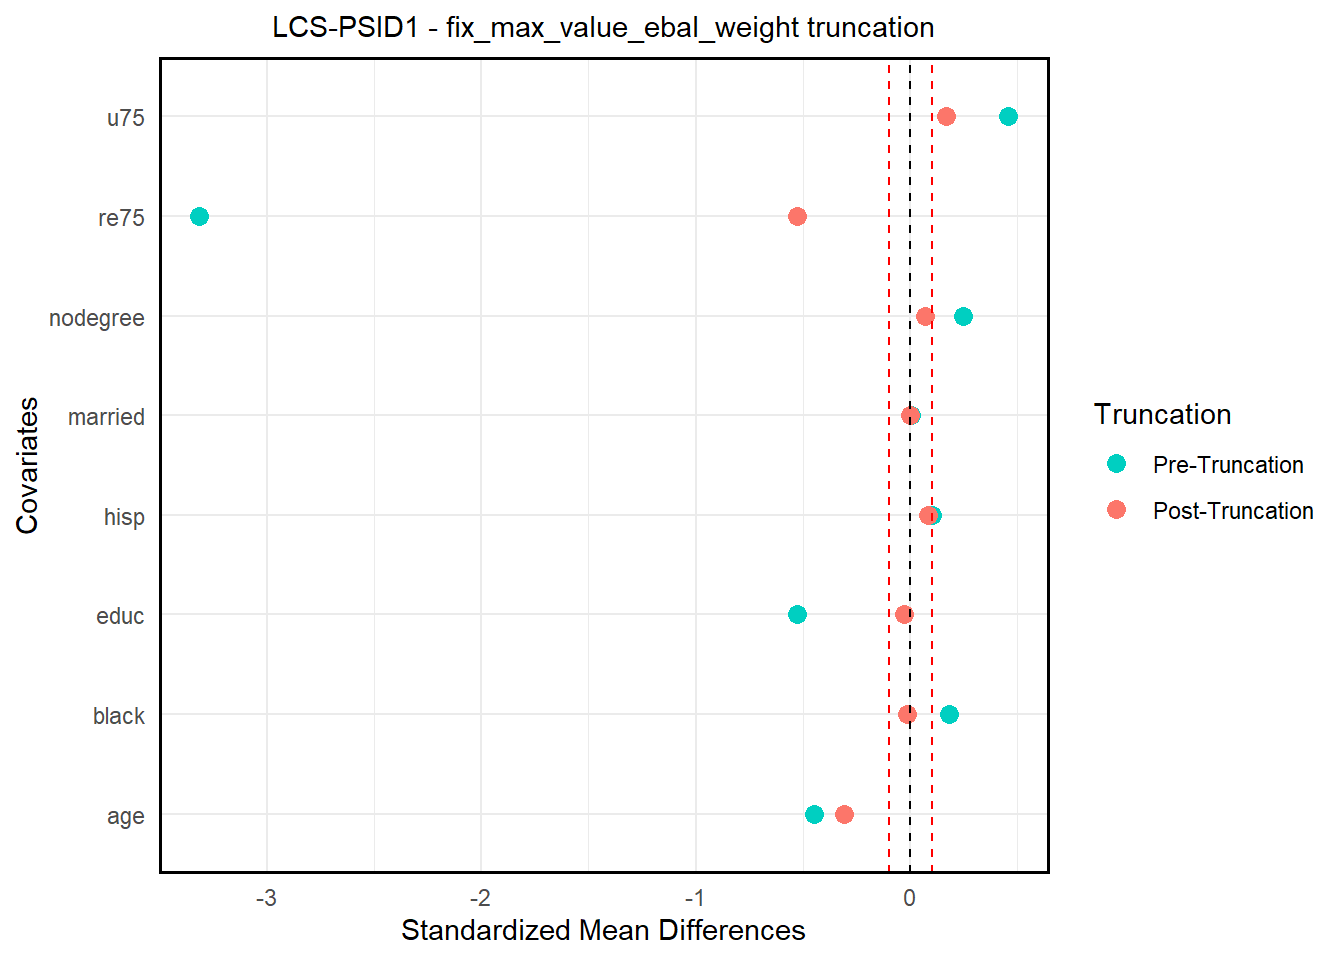 LCS-PSID1 - fix_max_value_ebal_weight truncation
u75
re75
nodegree
married
hisp
educ
black
age
Covariates
-3
-2
-1
0
Standardized Mean Differences
Truncation
Pre-Truncation
Post-Truncation